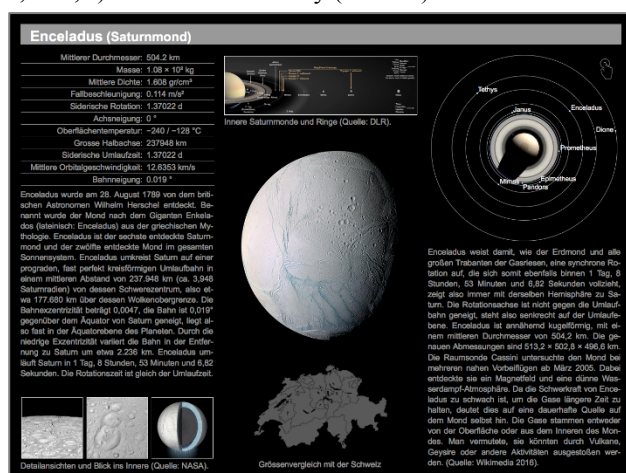 Enceladus (Saturnmond)
Mittlerer Durchmesser: 504.2 km
Masse: 1.08 × 10²⁰ kg
Mittlere Dichte: 1.608 gr/cm³
Fallbeschleunigung: 0.114 m/s²
Siderische Rotation: 1.37022 d
Achsneigung: 0 °
Oberflächentemperatur: −240 / −128 °C
Grosse Halbachse: 237948 km
Siderische Umlaufzeit: 1.37022 d
Mittlere Orbitalgeschwindigkeit: 12.6353 km/s
Bahnneigung: 0.019 °
Enceladus wurde am 28. August 1789 von dem briti-
schen Astronomen Wilhelm Herschel entdeckt. Be-
nannt wurde der Mond nach dem Giganten Enkela-
dos (lateinisch: Enceladus) aus der griechischen My-
thologie. Enceladus ist der sechste entdeckte Saturn-
mond und der zwölfte entdeckte Mond im gesamten
Sonnensystem. Enceladus umkreist Saturn auf einer
prograden, fast perfekt kreisförmigen Umlaufbahn in
einem mittleren Abstand von 237.948 km (ca. 3,948
Saturnradien) von dessen Schwerezentrum, also et-
wa 177.680 km über dessen Wolkenobergrenze. Die
Bahnexzentrizität beträgt 0,0047, die Bahn ist 0,019°
gegenüber dem Äquator von Saturn geneigt, liegt al-
so fast in der Äquatorebene des Planeten. Durch die
niedrige Exzentrizität variiert die Bahn in der Entfer-
nung zu Saturn um etwa 2.236 km. Enceladus um-
läuft Saturn in 1 Tag, 8 Stunden, 53 Minuten und 6,82
Sekunden. Die Rotationszeit ist gleich der Umlaufzeit.
Detailansichten und Blick ins Innere (Quelle: NASA).
Innere Saturnmonde und Ringe (Quelle: DLR).
Grössenvergleich mit der Schweiz
Tethys
Janus
Enceladus
Dione
Prometheus
Mimas
Epimetheus
Pandora
Enceladus weist damit, wie der Erdmond und alle
großen Trabanten der Gasriesen, eine synchrone Ro-
tation auf, die sich somit ebenfalls binnen 1 Tag, 8
Stunden, 53 Minuten und 6,82 Sekunden vollzieht,
zeigt also immer mit derselben Hemisphäre zu Sa-
turn. Die Rotationsachse ist nicht gegen die Umlauf-
bahn geneigt, steht also senkrecht auf der Umlaufe-
bene. Enceladus ist annähernd kugelförmig, mit ei-
nem mittleren Durchmesser von 504,2 km. Die ge-
nauen Abmessungen sind 513,2 × 502,8 × 496,6 km.
Die Raumsonde Cassini untersuchte den Mond bei
mehreren nahen Vorbeiflügen ab März 2005. Dabei
entdeckte sie ein Magnetfeld und eine dünne Was-
serdampf-Atmosphäre. Da die Schwerkraft von Ence-
ladus zu schwach ist, um die Gase längere Zeit zu
halten, deutet dies auf eine dauerhafte Quelle auf
dem Mond selbst hin. Die Gase stammen entweder
von der Oberfläche oder aus dem Inneren des Mon-
des. Man vermutete, sie könnten durch Vulkane,
Geysire oder andere Aktivitäten ausgestoßen wer-
den. (Quelle: Wikimedia 2016).